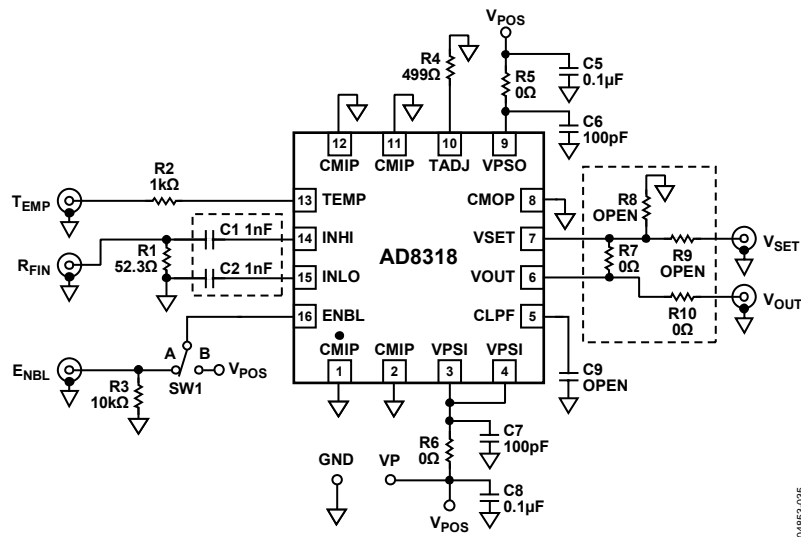 VPOS
R4
499Ω
R5
0Ω
C5
0.1µF
C6
100pF
12
11
10
9
CMIP
CMIP
TADJ
VPSO
R2
1kΩ
TEMP
13
TEMP
CMOP
8
R8
OPEN
C1 1nF
14
INHI
VSET
7
VSET
RFIN
R1
52.3Ω
AD8318
R7
0Ω
R9
OPEN
C2 1nF
15
INLO
VOUT
6
VOUT
R10
0Ω
16
ENBL
CLPF
5
A
B
VPOS
SW1
ENBL
R3
10kΩ
CMIP
CMIP
VPSI
VPSI
1
2
3
4
C9
OPEN
R6
0Ω
C7
100pF
GND
VP
C8
0.1µF
VPOS
04853-035